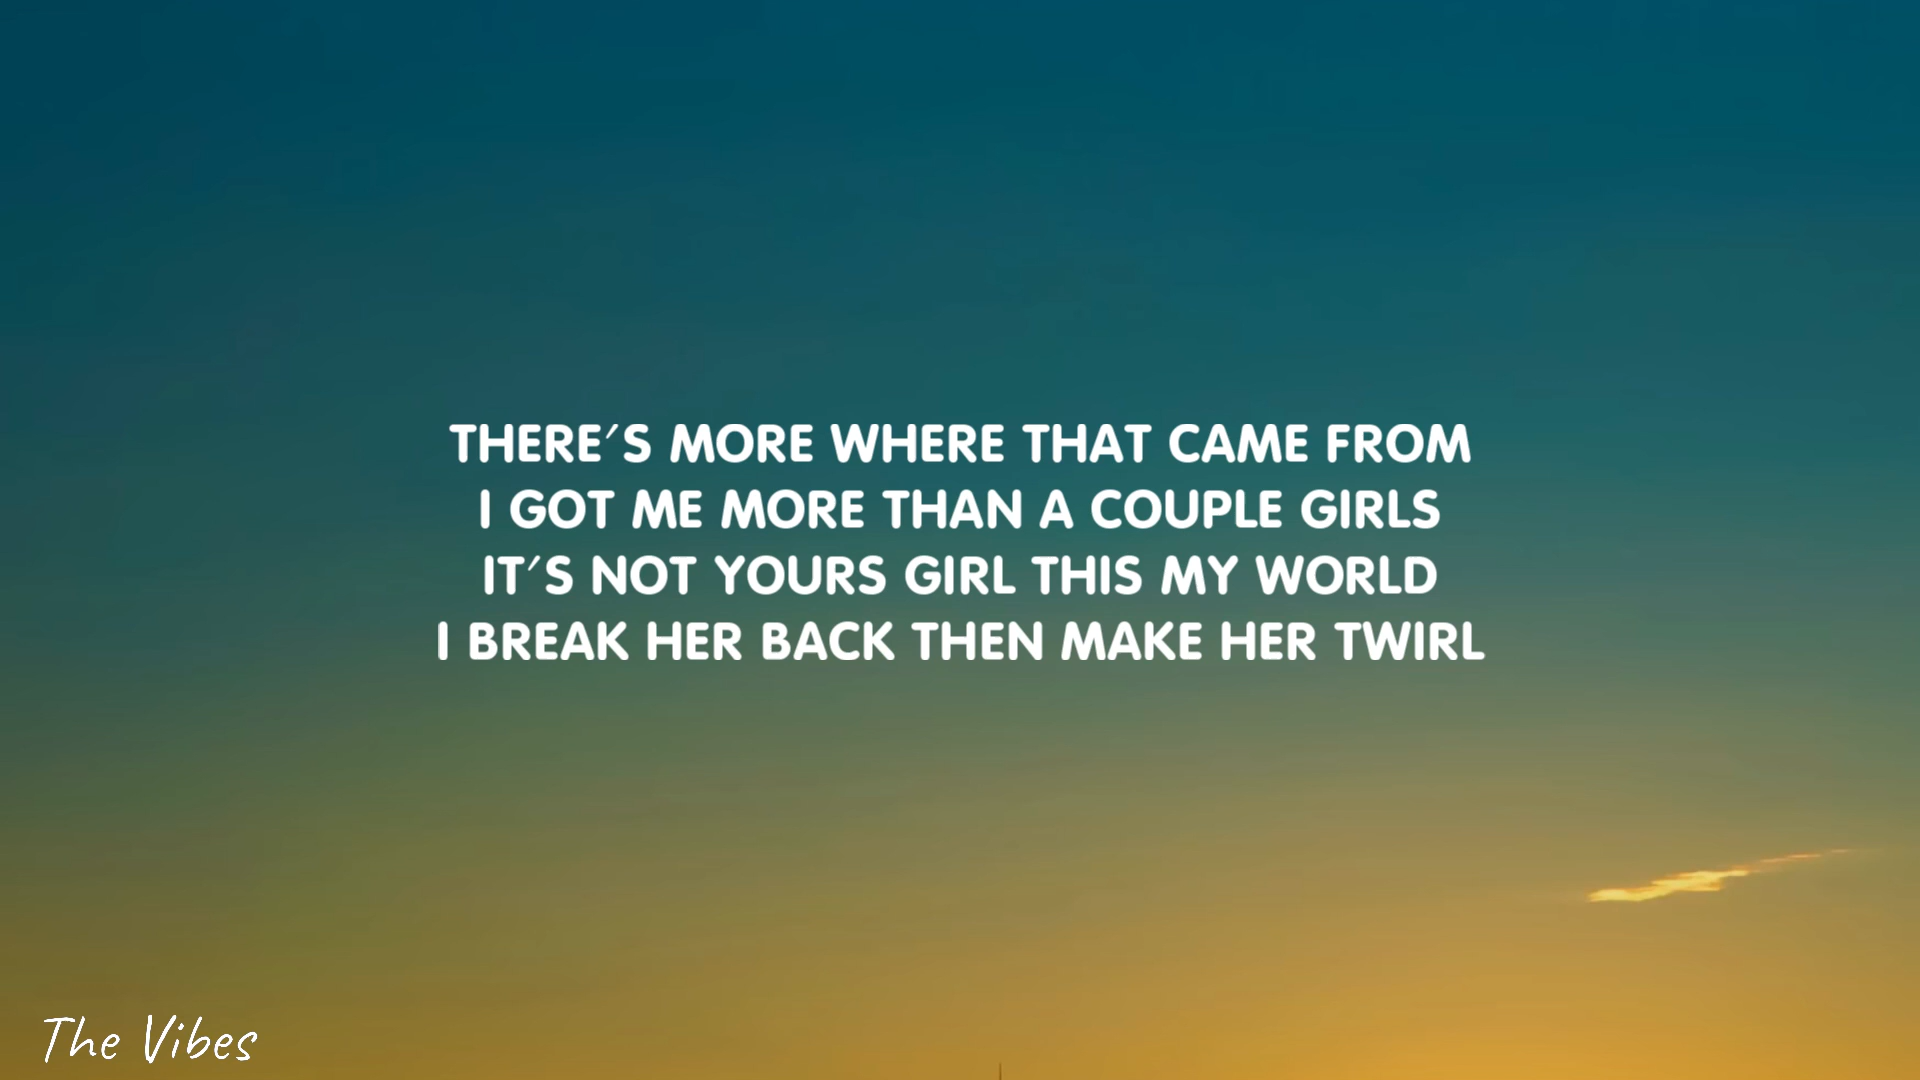 THERE'S MORE WHERE THAT CAME FROM
I GOT ME MORE THAN A COUPLE GIRLS
IT'S NOT YOURS GIRL THIS MY WORLD
I BREAK HER BACK THEN MAKE HER TWIRL
The Vibes